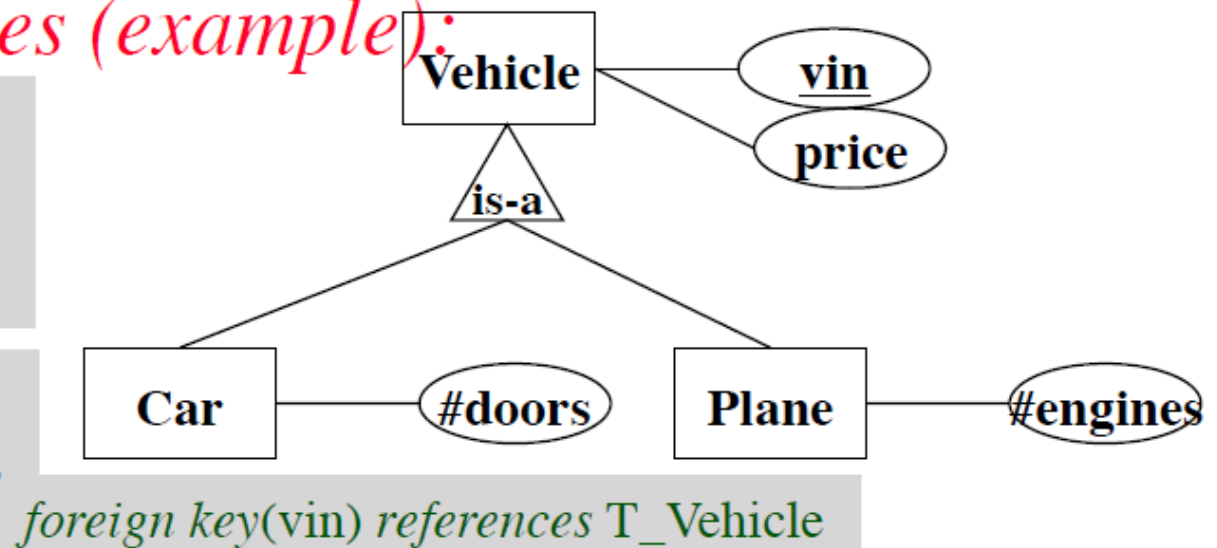 es (example):
Vehicle
vin
price
is-a
Car
#doors
Plane
#engines
foreign key(vin) references T_Vehicle